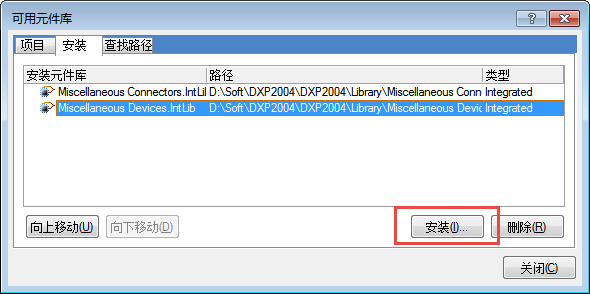 可用元件库
项目 安装 查找路径
安装元件库 路径 类型
Miscellaneous Connectors.IntLil D:\Soft\DXP2004\DXP2004\Library\Miscellaneous Conn Integrated
Miscellaneous Devices.IntLib D:\Soft\DXP2004\DXP2004\Library\Miscellaneous Devic Integrated
向上移动(U) 向下移动(D) 安装(I)... 删除(R)
关闭(C)